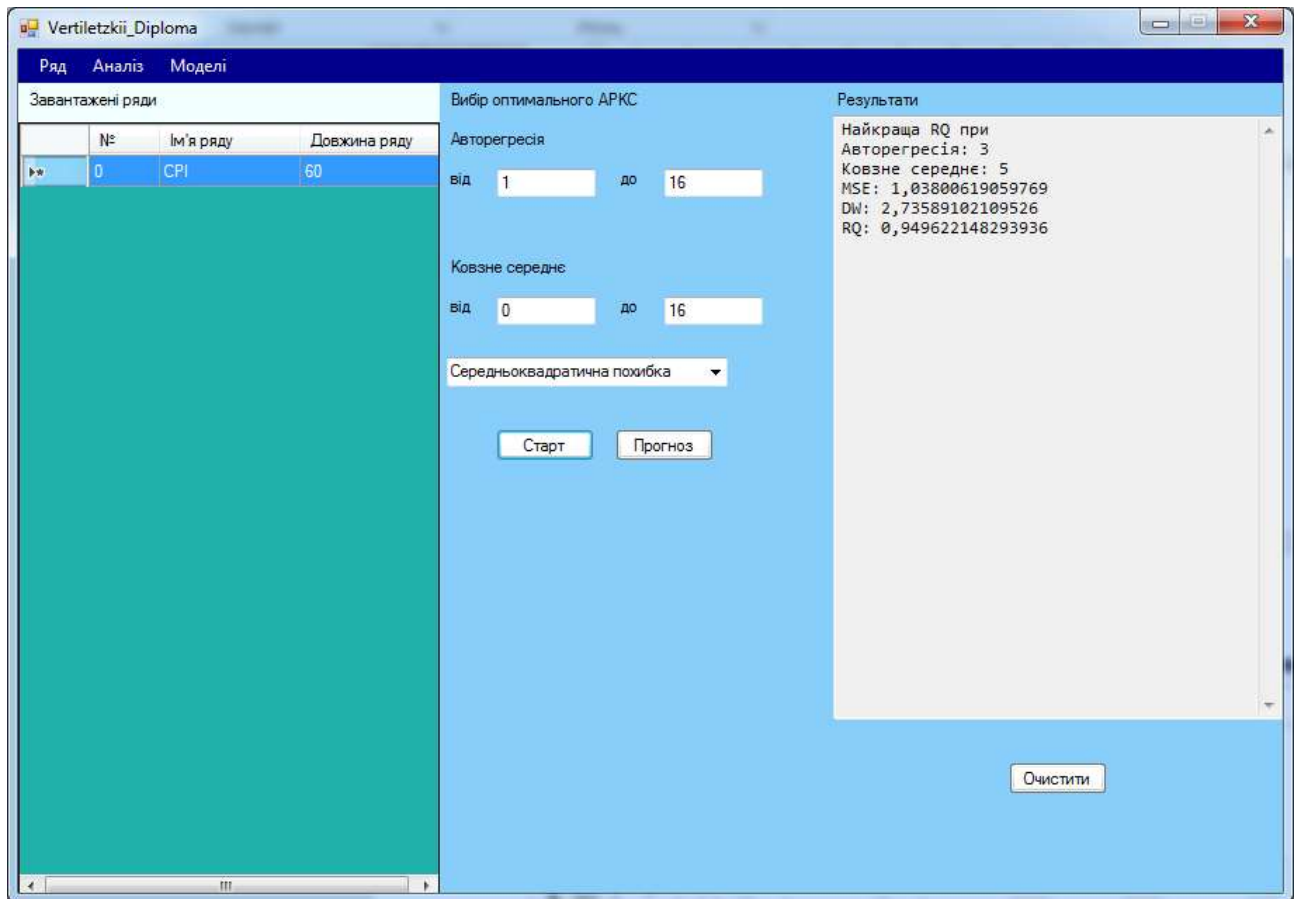 Vertiletzkii_Diploma
Ряд Аналіз Моделі
Завантажені ряди
№ Ім'я ряду Довжина ряду
0 CPI 60
Вибір оптимального АРКС
Авторегресія
від 1 до 16
Ковзне середнє
від 0 до 16
Середньоквадратична похибка
Старт Прогноз
Результати
Найкраща RQ при
Авторегресія: 3
Ковзне середнє: 5
MSE: 1,03800619059769
DW: 2,73589102109526
RQ: 0,949622148293936
Очистити